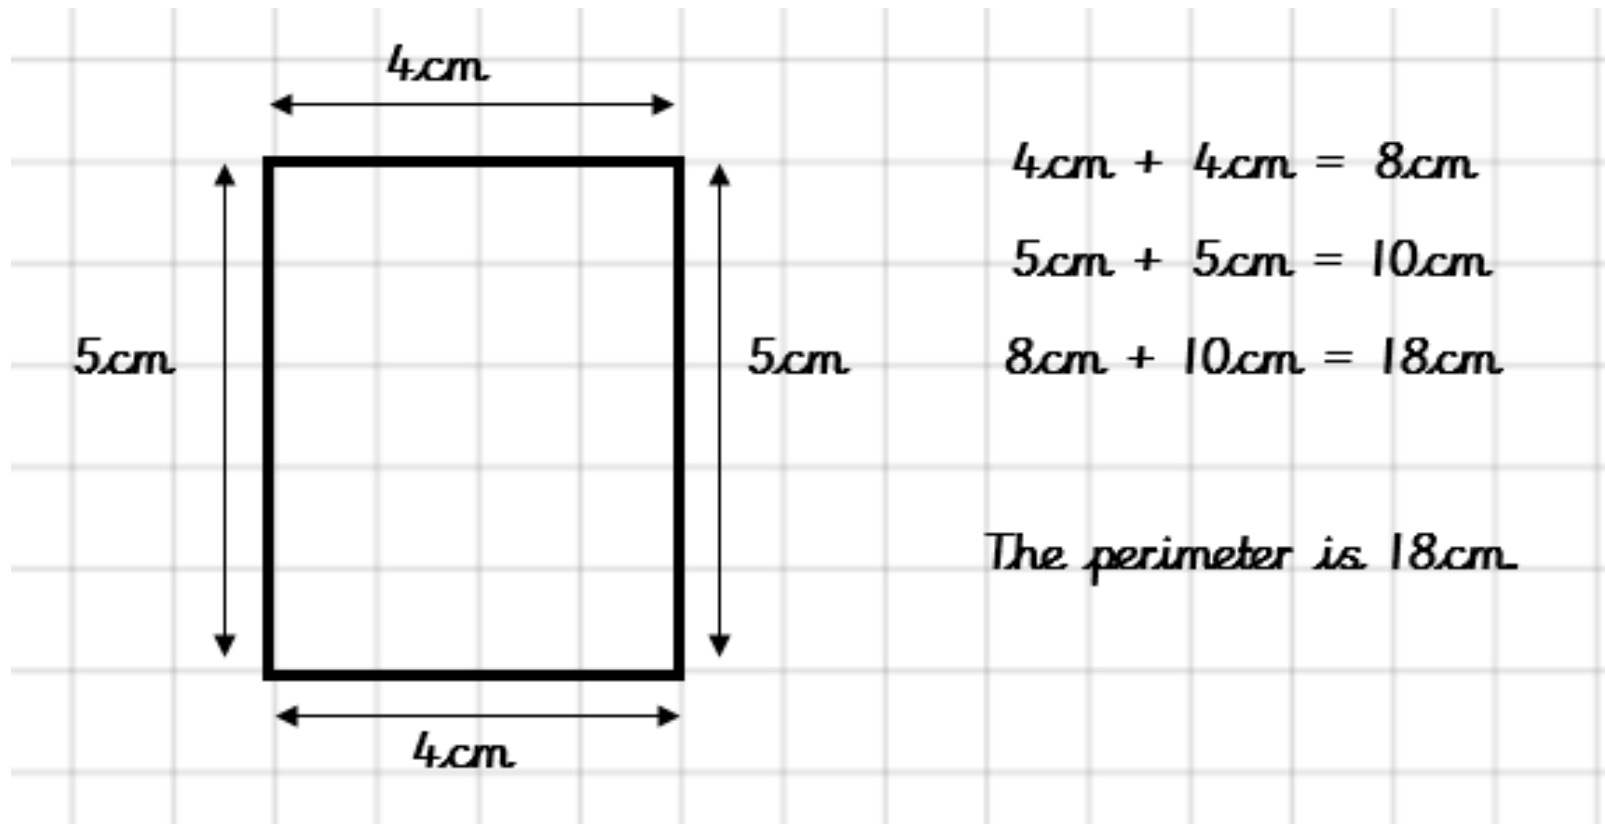 4cm
4cm + 4cm = 8cm
5cm + 5cm = 10cm
5cm
5cm
8cm + 10cm = 18cm
The perimeter is 18cm.
4cm